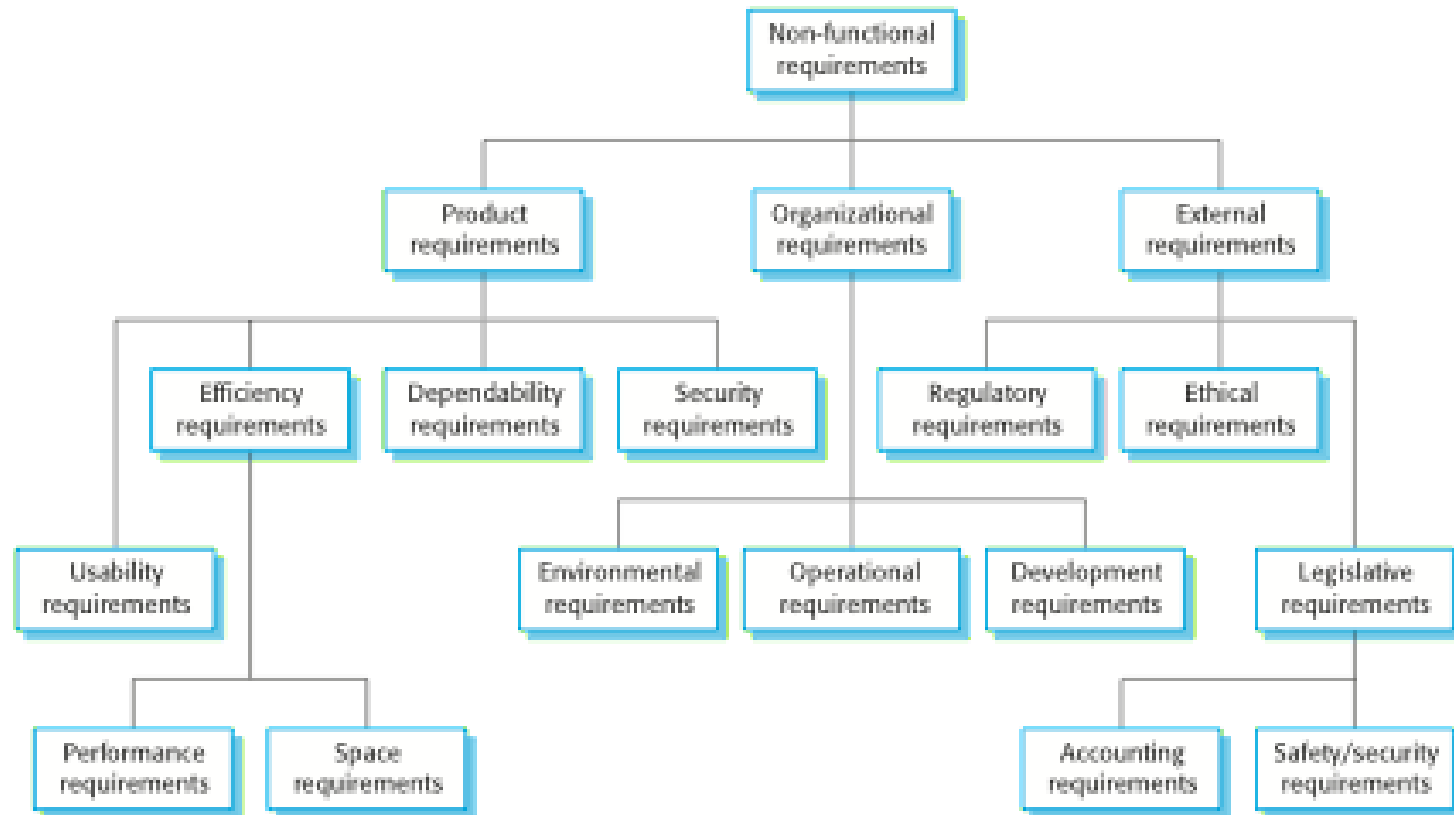 Non-functional
requirements
Product
requirements
Organizational
requirements
External
requirements
Efficiency
requirements
Dependability
requirements
Security
requirements
Regulatory
requirements
Ethical
requirements
Usability
requirements
Environmental
requirements
Operational
requirements
Development
requirements
Legislative
requirements
Performance
requirements
Space
requirements
Accounting
requirements
Safety/security
requirements